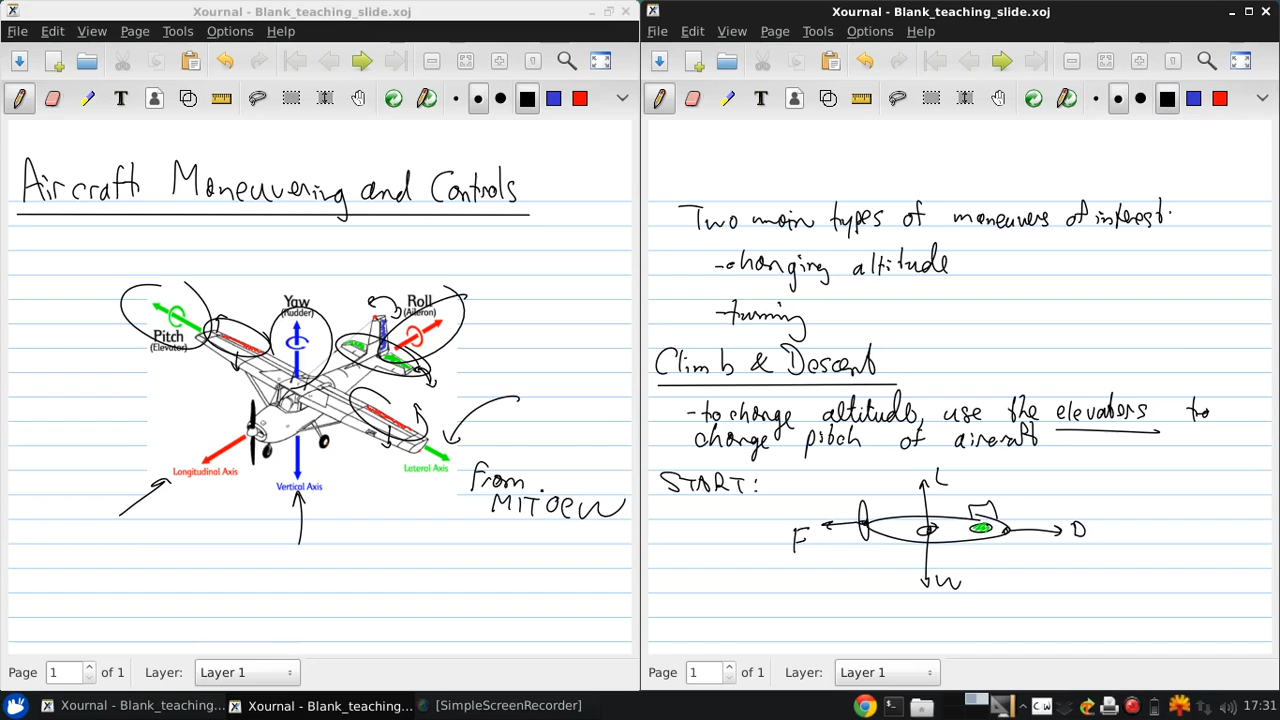 Xournal - Blank_teaching_slide.xoj
File Edit View Page Tools Options Help
Aircraft Maneuvering and Controls
Yaw
(Rudder)
Roll
(Aileron)
Pitch
(Elevator)
Longitudinal Axis
Lateral Axis
Vertical Axis
From
MIT OCW
Page 1 of 1 Layer: Layer 1
Xournal - Blank_teaching_slide.xoj
File Edit View Page Tools Options Help
Two main types of maneuvers of interest:
-changing altitude
-turning
Climb & Descent
-to change altitude, use the elevators to
change pitch of aircraft
START:
L
F
D
W
Page 1 of 1 Layer: Layer 1
Xournal - Blank_teaching... Xournal - Blank_teaching... [SimpleScreenRecorder] CW 17:31